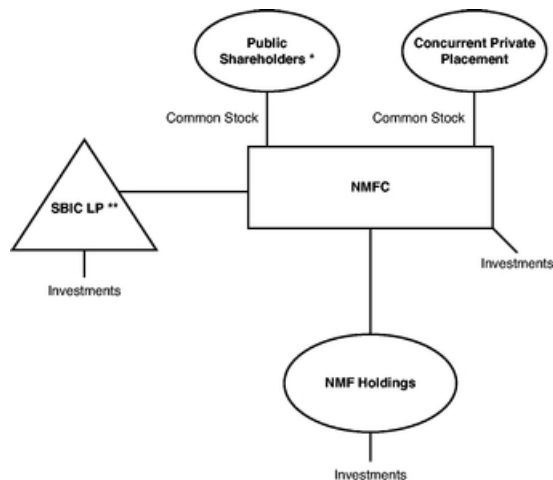 Public
Shareholders *
Concurrent Private
Placement
Common Stock
Common Stock
NMFC
SBIC LP **
Investments
Investments
NMF Holdings
Investments